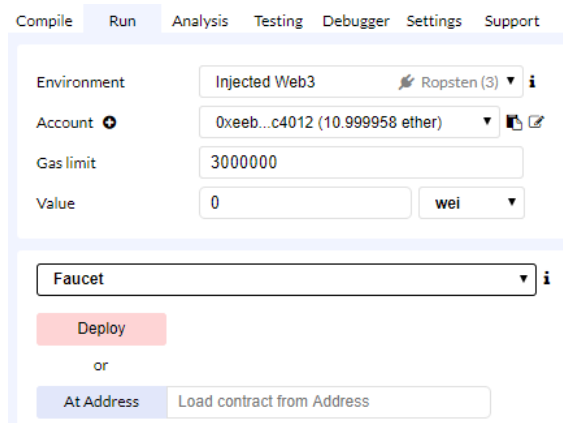 Compile Run Analysis Testing Debugger Settings Support
Environment Injected Web3 Ropsten (3)
Account 0xeeb...c4012 (10.999958 ether)
Gas limit 3000000
Value 0 wei
Faucet
Deploy
or
At Address Load contract from Address